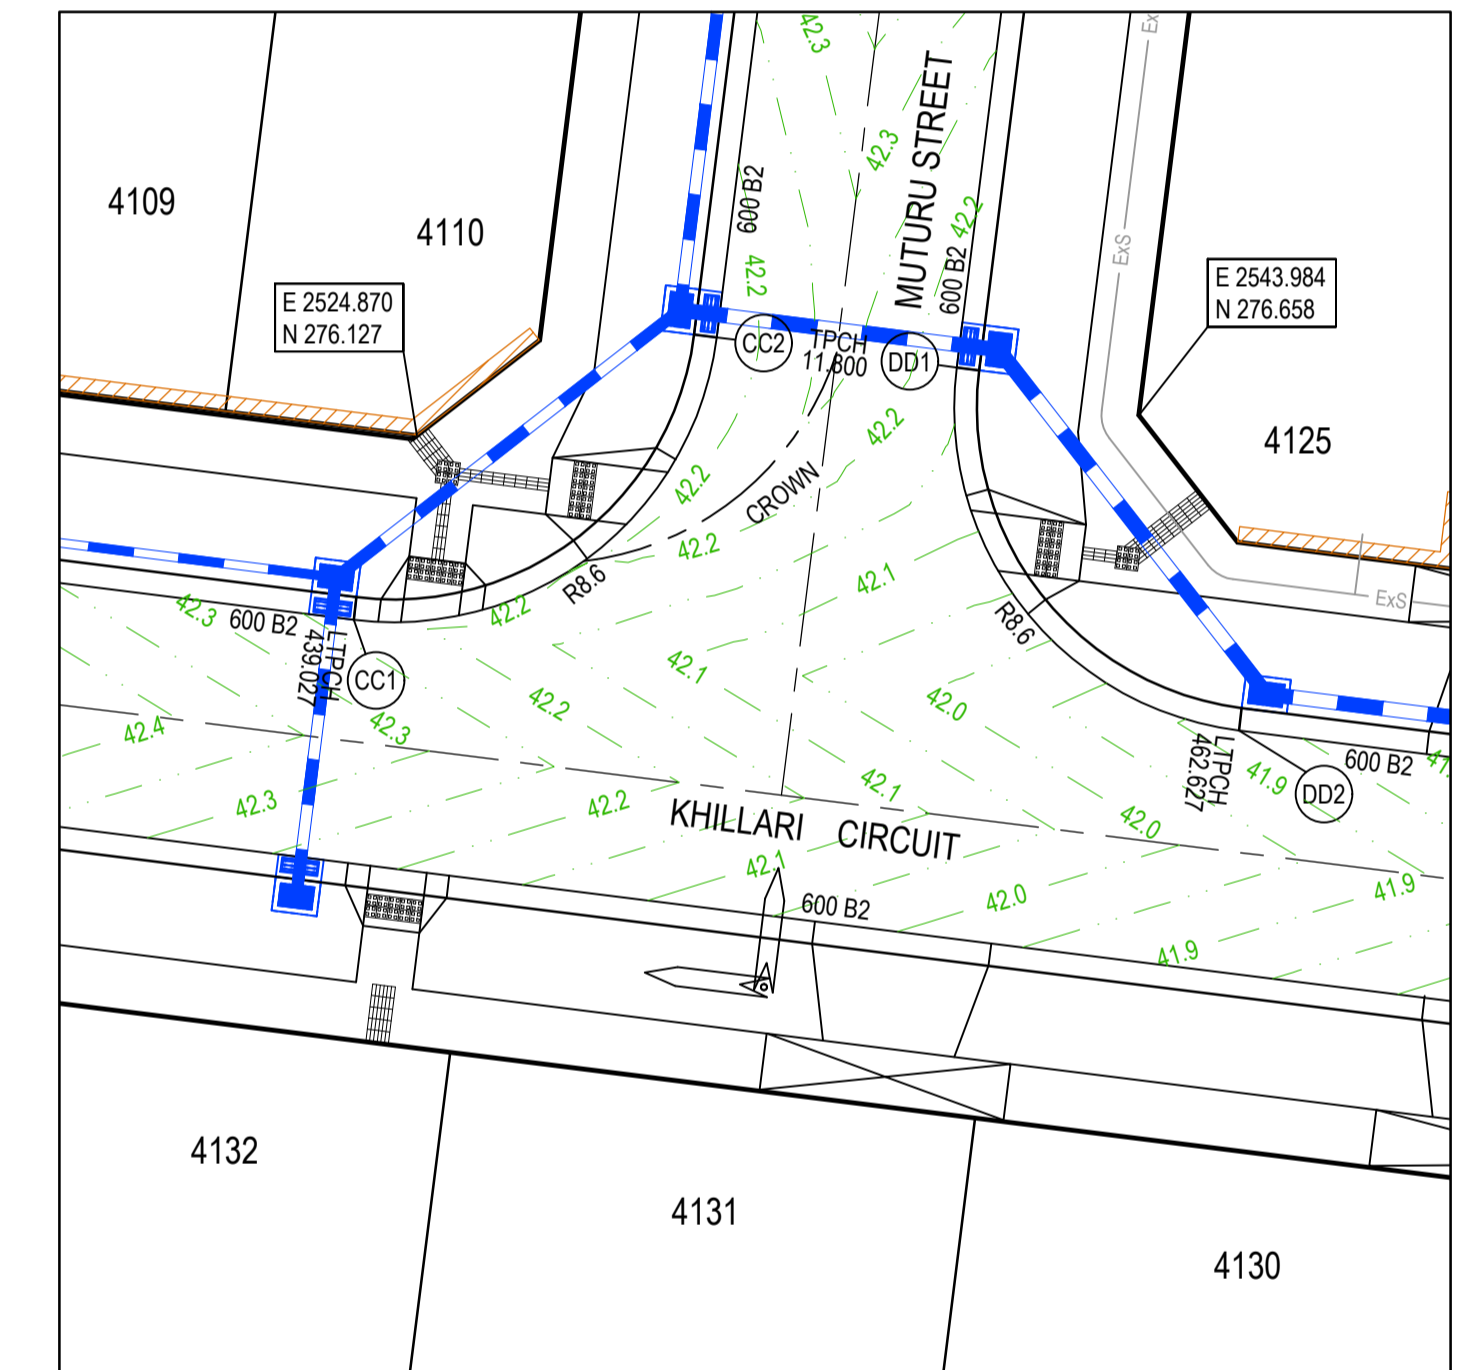 42.3
Ex
MUTURU STREET
42.3
4109
4110
600 B2
42.2
42.2
600 B2
ExS
E 2524.870
N 276.127
E 2543.984
N 276.658
CC2
TPCH
11.800
DD1
42.2
4125
42.2
CROWN
42.2
R8.6
42.1
R8.6
ExS
42.3
600 B2
42.2
LTPCH
439.027
CC1
42.1
42.2
42.0
42.4
42.3
LTPCH
462.627
600 B2
41.
41.9
DD2
42.3
42.2
42.1
42.0
KHILLARI CIRCUIT
42.1
600 B2
42.0
41.9
41.9
4132
4131
4130